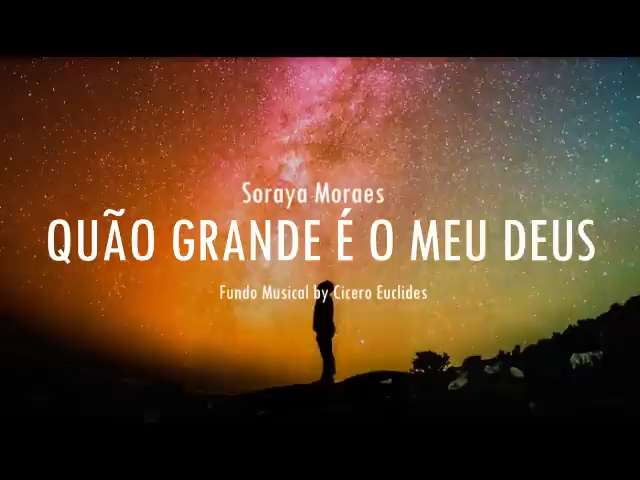 Soraya Moraes
QUÃO GRANDE É O MEU DEUS
Fundo Musical by Cicero Euclides